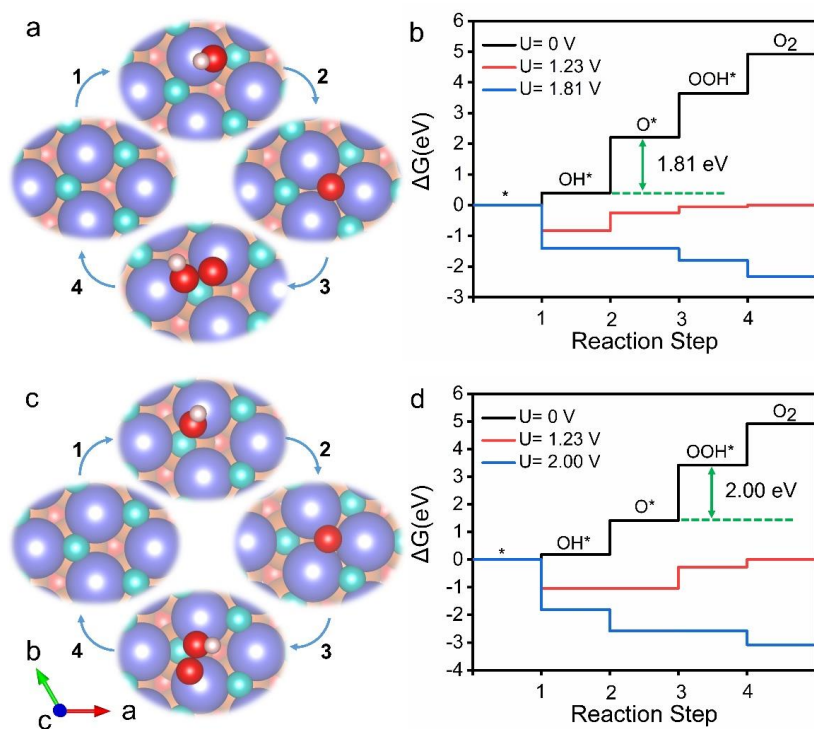 a
1
2
3
4
b
U= 0 V
U= 1.23 V
U= 1.81 V
*
OH*
O*
OOH*
O2
1.81 eV
ΔG(eV)
6
5
4
3
2
1
0
-1
-2
-3
1
2
3
4
Reaction Step
c
1
2
3
4
b
c
a
d
U= 0 V
U= 1.23 V
U= 2.00 V
*
OH*
O*
OOH*
O2
2.00 eV
ΔG(eV)
6
5
4
3
2
1
0
-1
-2
-3
-4
1
2
3
4
Reaction Step